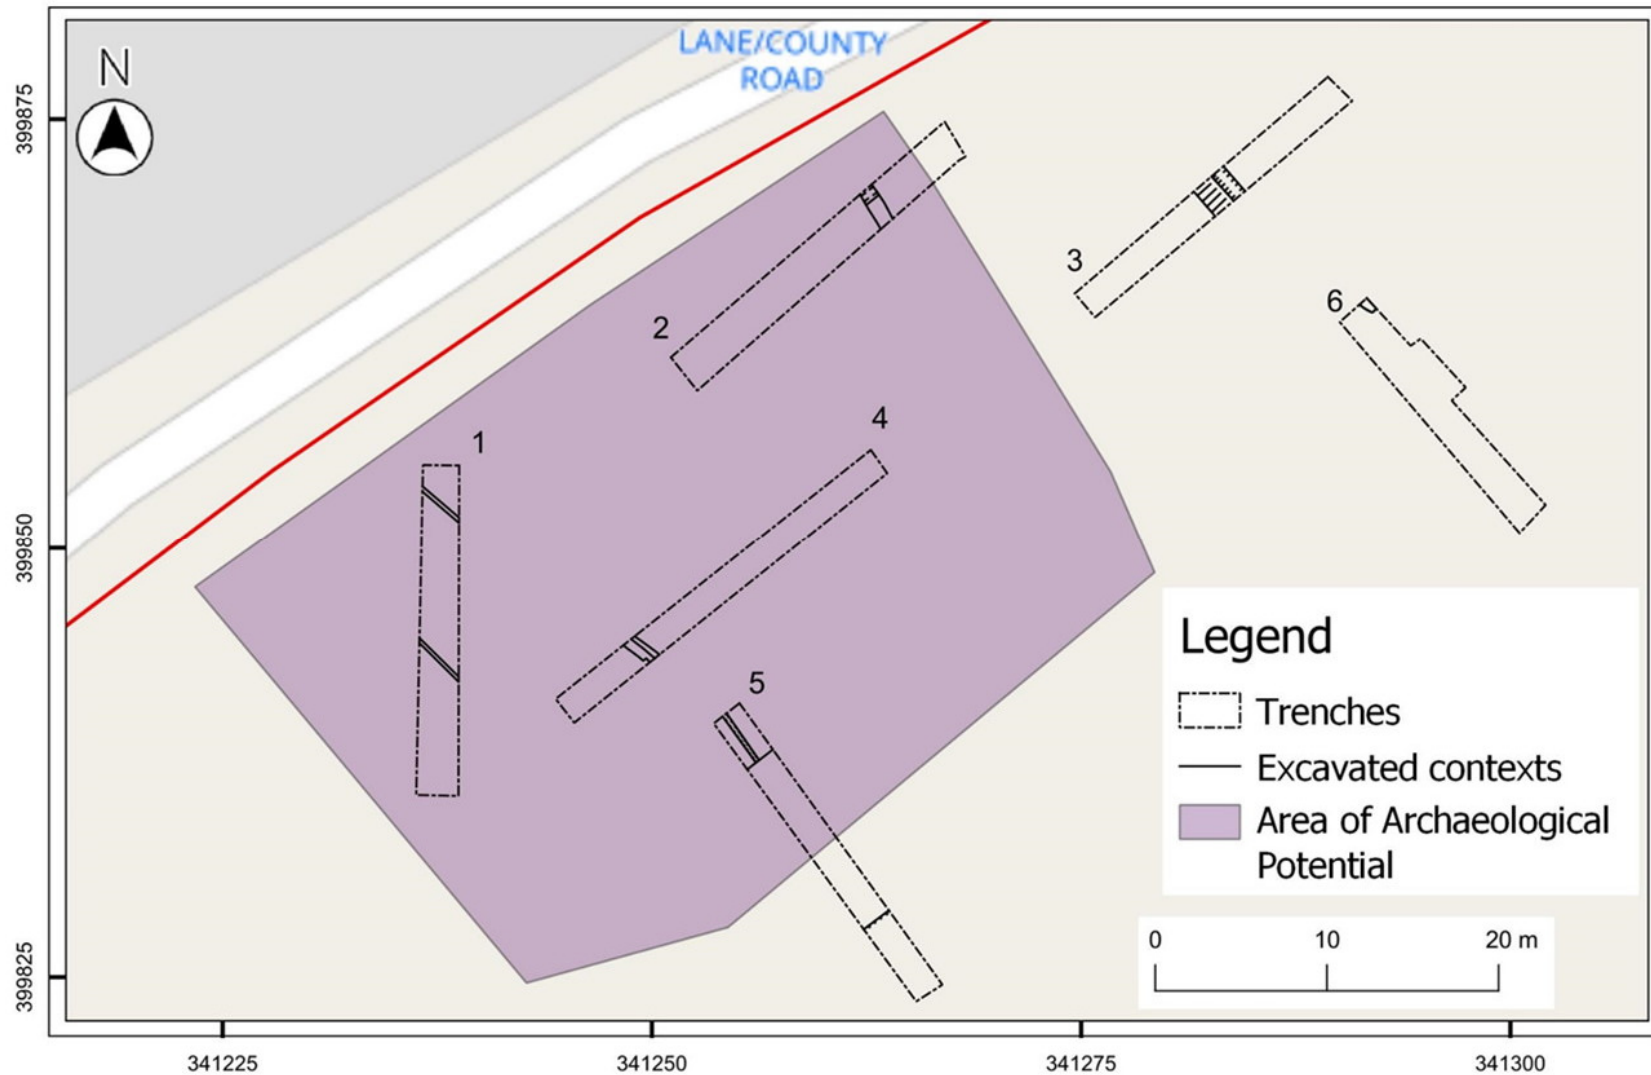 LANE/COUNTY
ROAD
N
399875
399850
399825
1
2
3
4
5
6
Legend
Trenches
Excavated contexts
Area of Archaeological
Potential
0 10 20 m
341225 341250 341275 341300